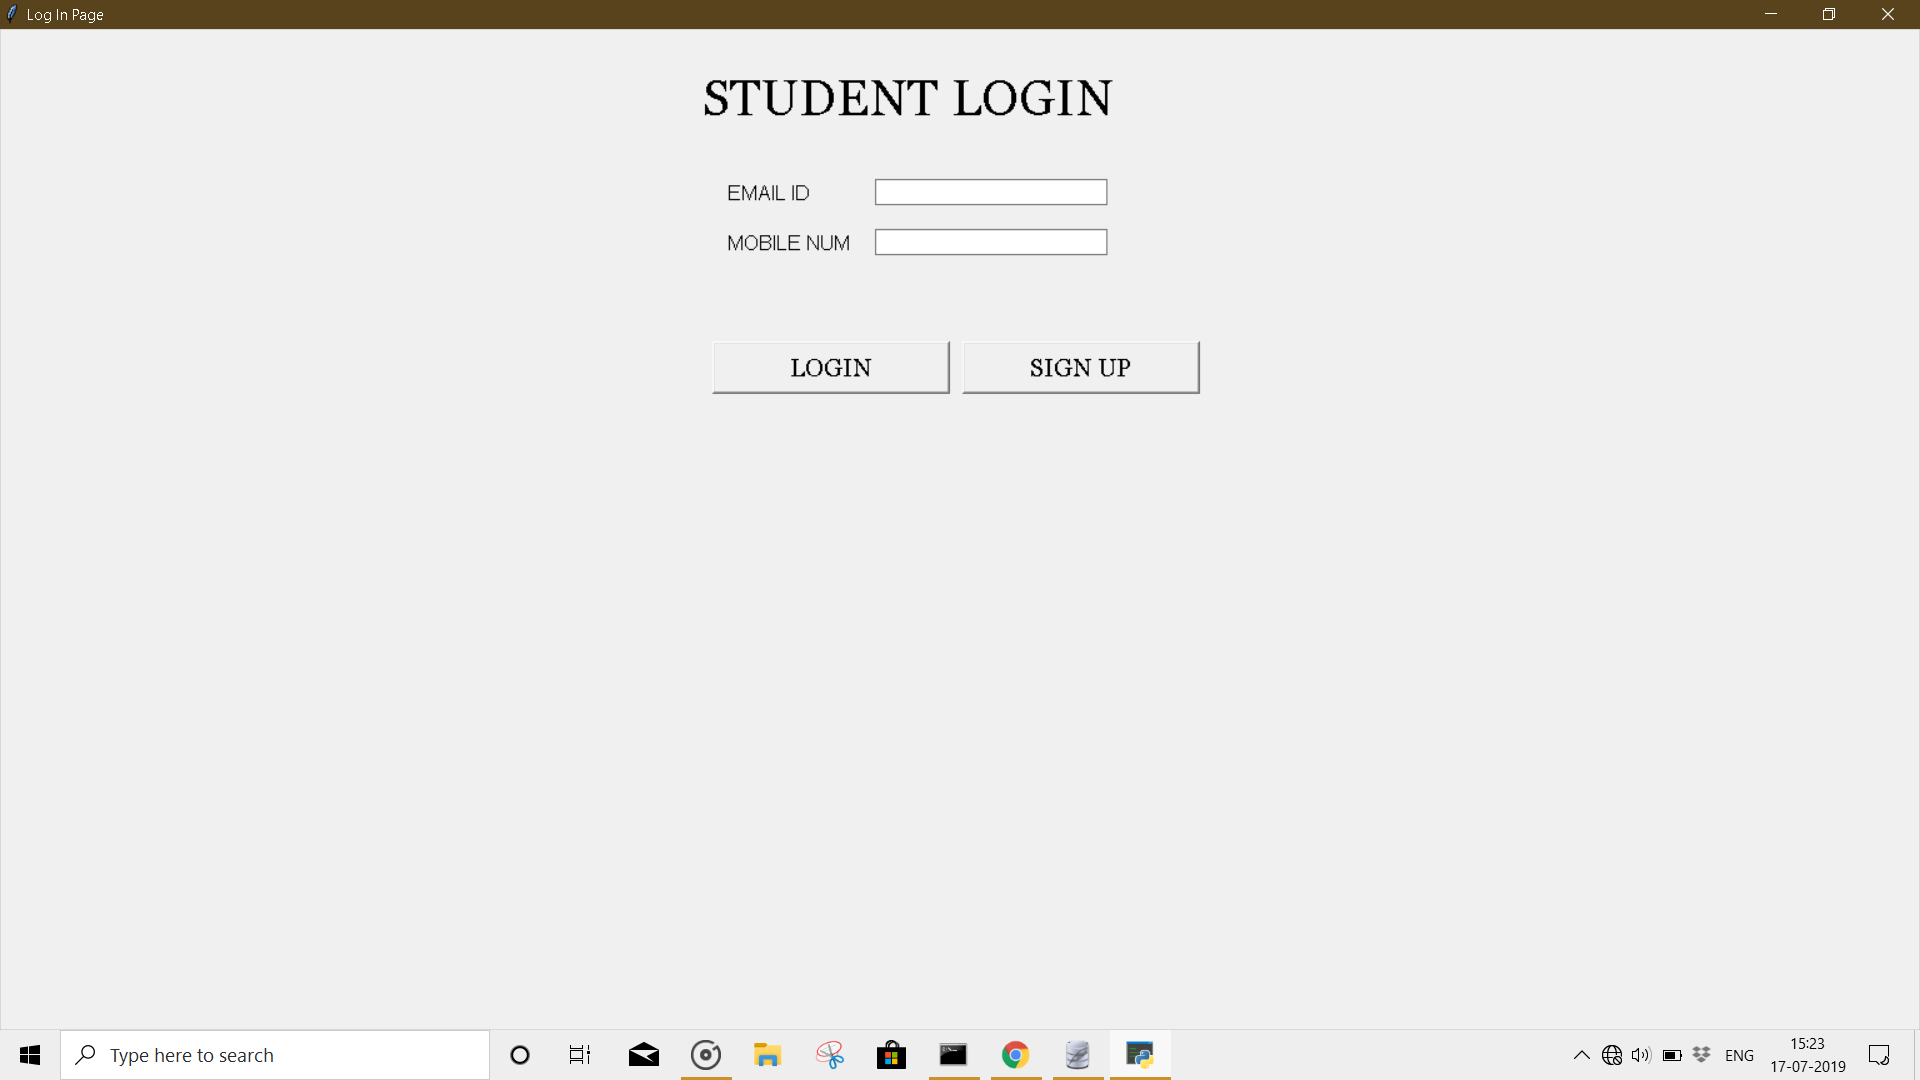 Log In Page
STUDENT LOGIN
EMAIL ID
MOBILE NUM
LOGIN SIGN UP
Type here to search
ENG
15:23
17-07-2019